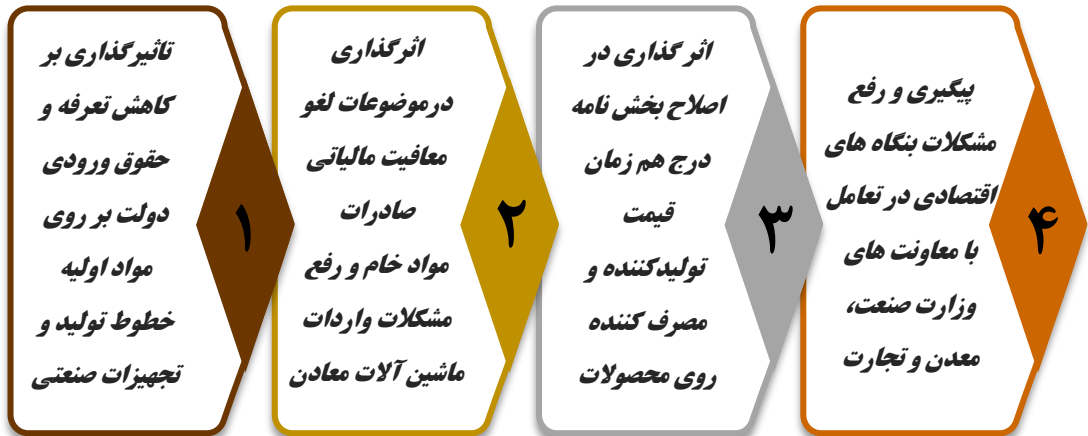 تاثیرگذاری بر
کاهش تعرفه و
حقوق ورودی
دولت بر روی
مواد اولیه
خطوط تولید و
تجهیزات صنعتی
۱
اثرگذاری
درموضوعات لغو
معافیت مالیاتی
صادرات
مواد خام و رفع
مشکلات واردات
ماشین آلات معادن
۲
اثر گذاری در
اصلاح بخش نامه
درج هم زمان
قیمت
تولیدکننده و
مصرف کننده
روی محصولات
۳
پیگیری و رفع
مشکلات بنگاه های
اقتصادی در تعامل
با معاونت های
وزارت صنعت،
معدن و تجارت
۴